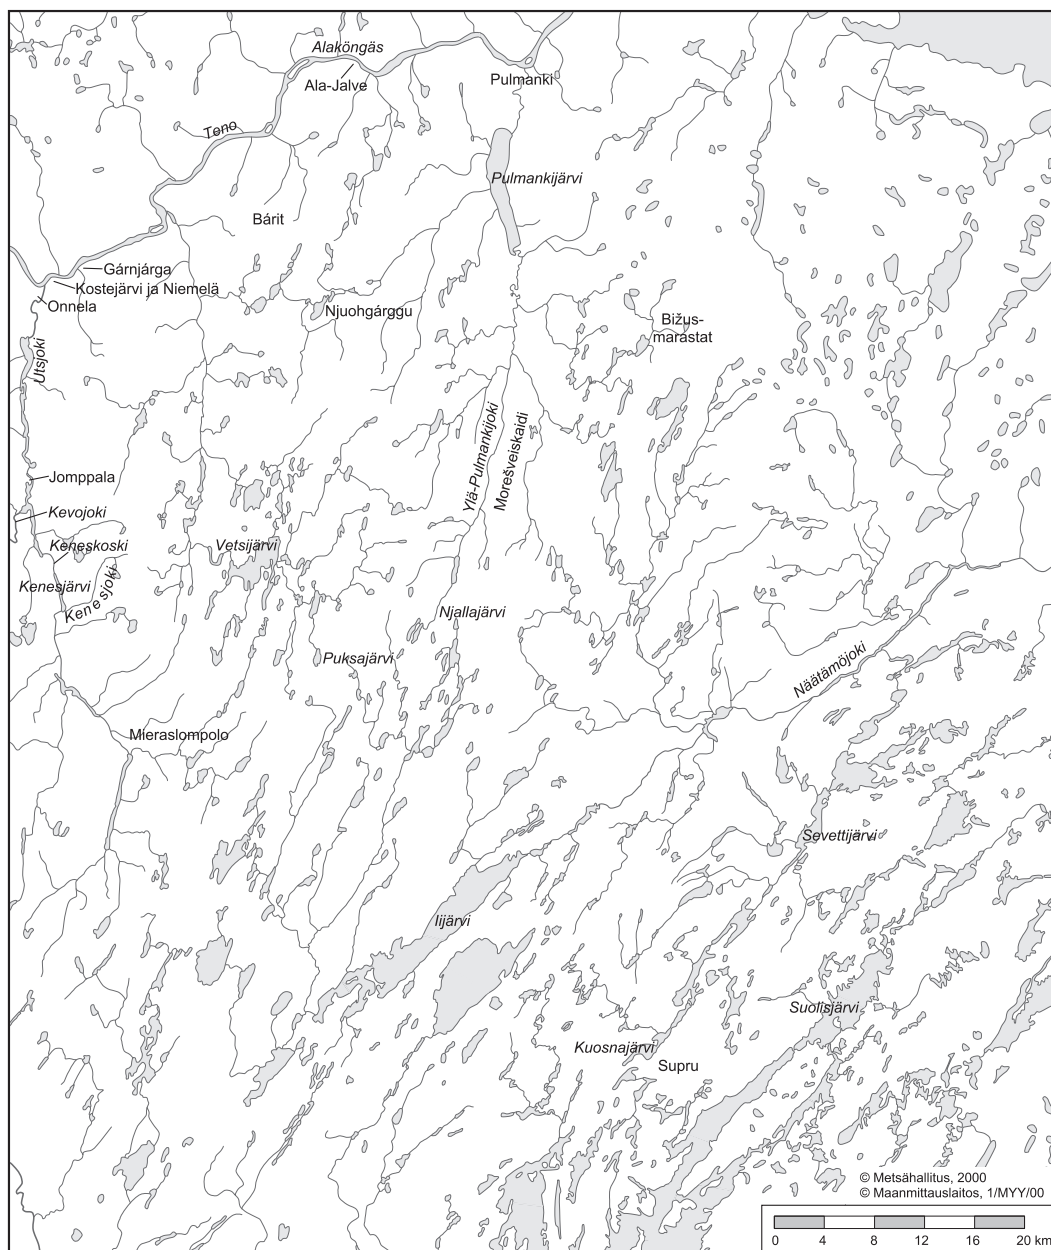 Alaköngäs
Ala-Jalve
Pulmanki
Teno
Pulmankijärvi
Bárit
Gárnjárga
Kostejärvi ja Niemelä
Onnela
Njuohgárggu
Bižus-
marastat
Utsjoki
Ylä-Pulmankijoki
Morešveiskaidi
Jomppala
Kevojoki
Keneskoski
Vetsijärvi
Kenesjärvi
Kenesjoki
Njallajärvi
Puksajärvi
Näätämöjoki
Mieraslompolo
Sevettijärvi
Iijärvi
Suolisjärvi
Kuosnajärvi
Supru
© Metsähallitus, 2000
© Maanmittauslaitos, 1/MYY/00
0 4 8 12 16 20 km